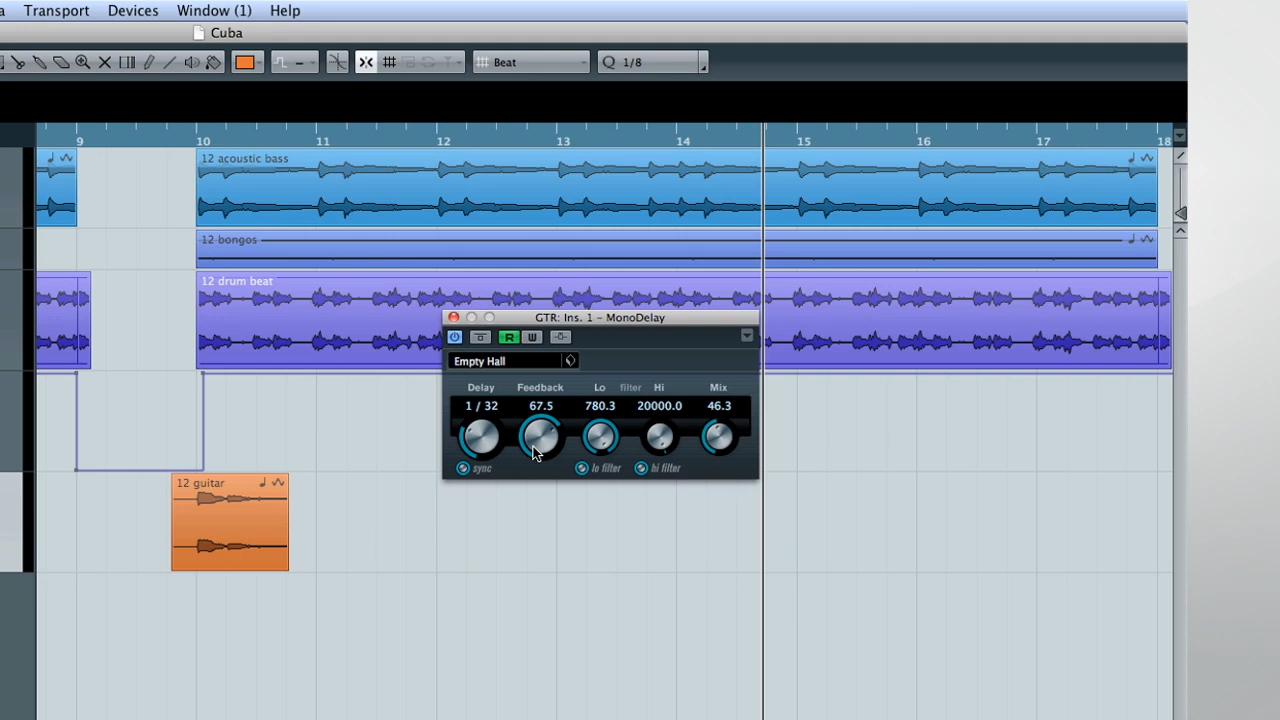 Transport Devices Window (1) Help
Cuba
Beat Q 1/8
9 10 11 12 13 14 15 16 17 18
12 acoustic bass
12 bongos
12 drum beat
GTR: Ins. 1 – MonoDelay
R W
Empty Hall
Delay Feedback Lo filter Hi Mix
1 / 32 67.5 780.3 20000.0 46.3
sync lo filter hi filter
12 guitar